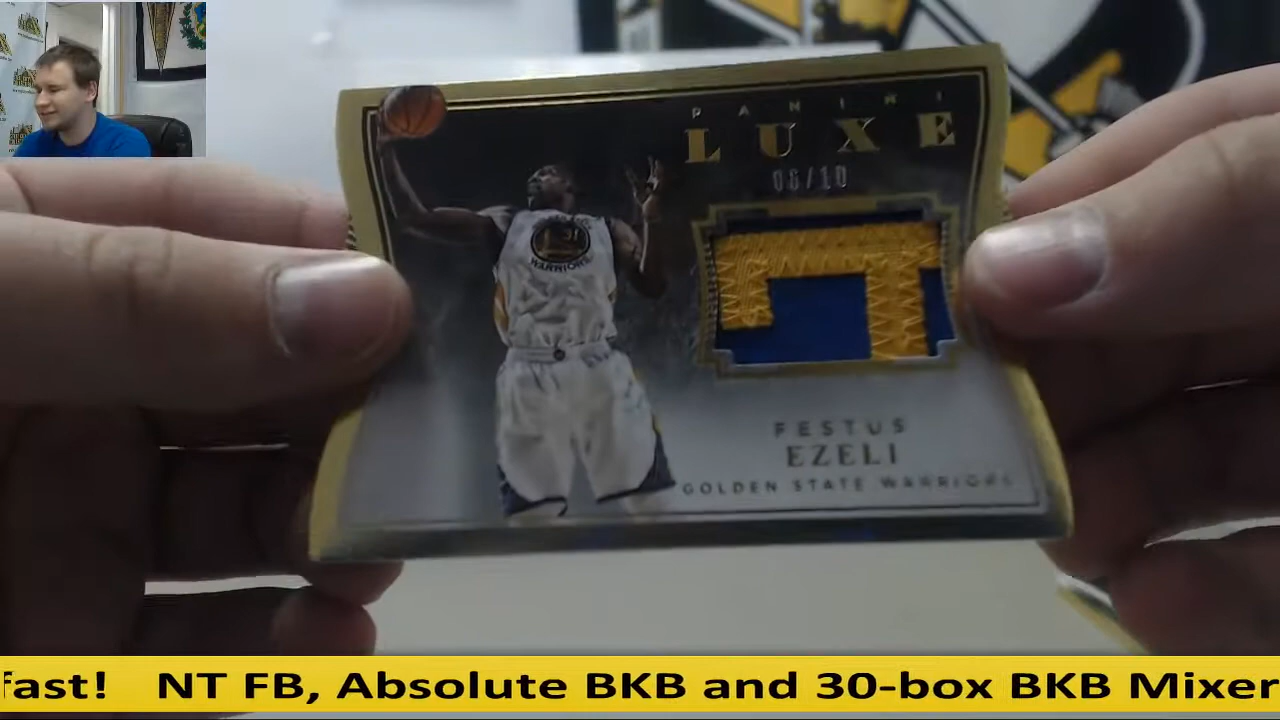 PANINI
LUXE
06/10
31
WARRIORS
FESTUS
EZELI
GOLDEN STATE WARRIORS
fast! NT FB, Absolute BKB and 30-box BKB Mixer